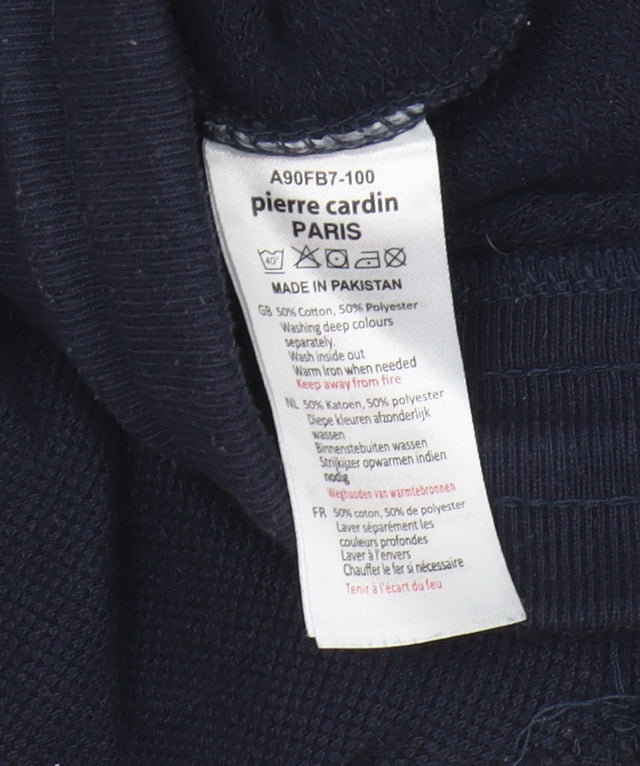 A90FB7-100
pierre cardin
PARIS
40°
MADE IN PAKISTAN
GB 50% Cotton, 50% Polyester
Washing deep colours
separately.
Wash inside out
Warm Iron when needed
Keep away from fire
NL 50% Katoen, 50% polyester
Diepe kleuren afzonderlijk
wassen
Binnenstebuiten wassen
Strijkijzer opwarmen indien
nodig
Weghuoden van warmtebronnen
FR 50% coton, 50% de polyester
Laver séparément les
couleurs profondes
Laver à l'envers
Chauffer le fer si nécessaire
Tenir à l'écart du feu